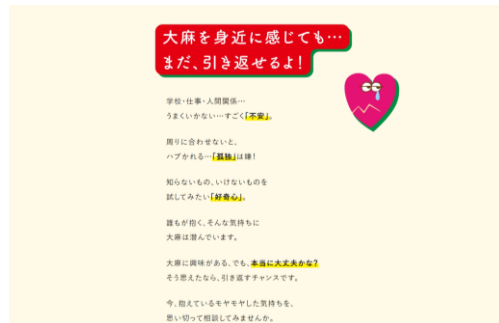 大麻を身近に感じても…
まだ、引き返せるよ！
学校・仕事・人間関係…
うまくいかない…すごく「不安」。
周りに合わせないと、
ハブかれる…「孤独」は嫌！
知らないもの、いけないものを
試してみたい「好奇心」。
誰もが抱く、そんな気持ちに
大麻は潜んでいます。
大麻に興味がある、でも、本当に大丈夫かな？
そう思えたなら、引き返すチャンスです。
今、抱えているモヤモヤした気持ちを、
思い切って相談してみませんか。